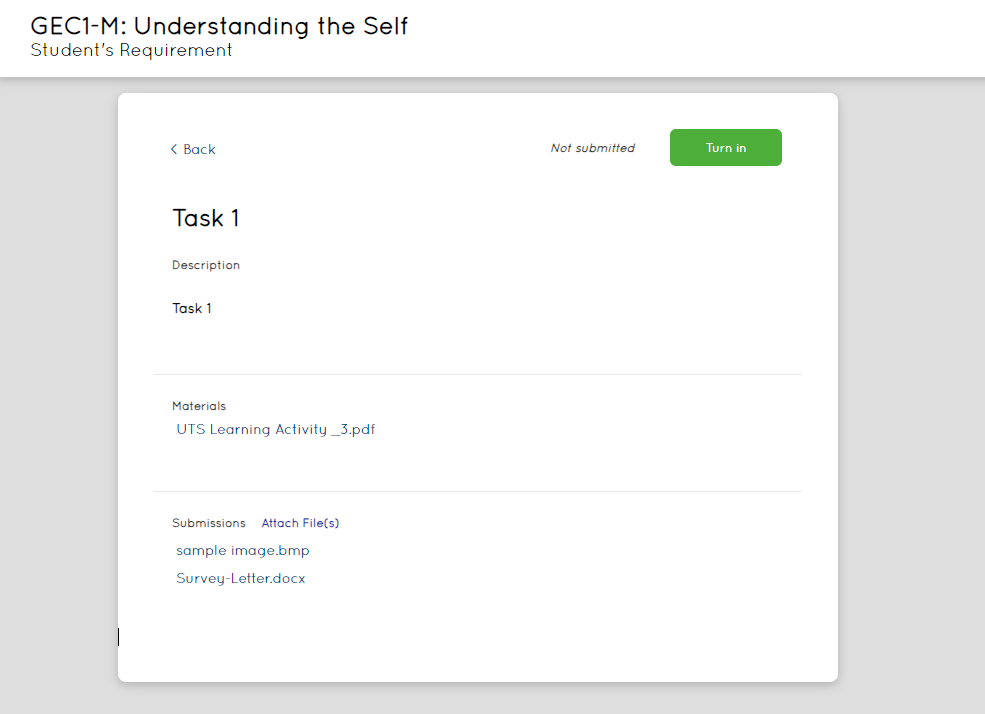 GEC1-M: Understanding the Self
Student's Requirement
Back
Not submitted
Turn in
Task 1
Description
Task 1
Materials
UTS Learning Activity _3.pdf
Submissions Attach File(s)
sample image.bmp
Survey-Letter.docx